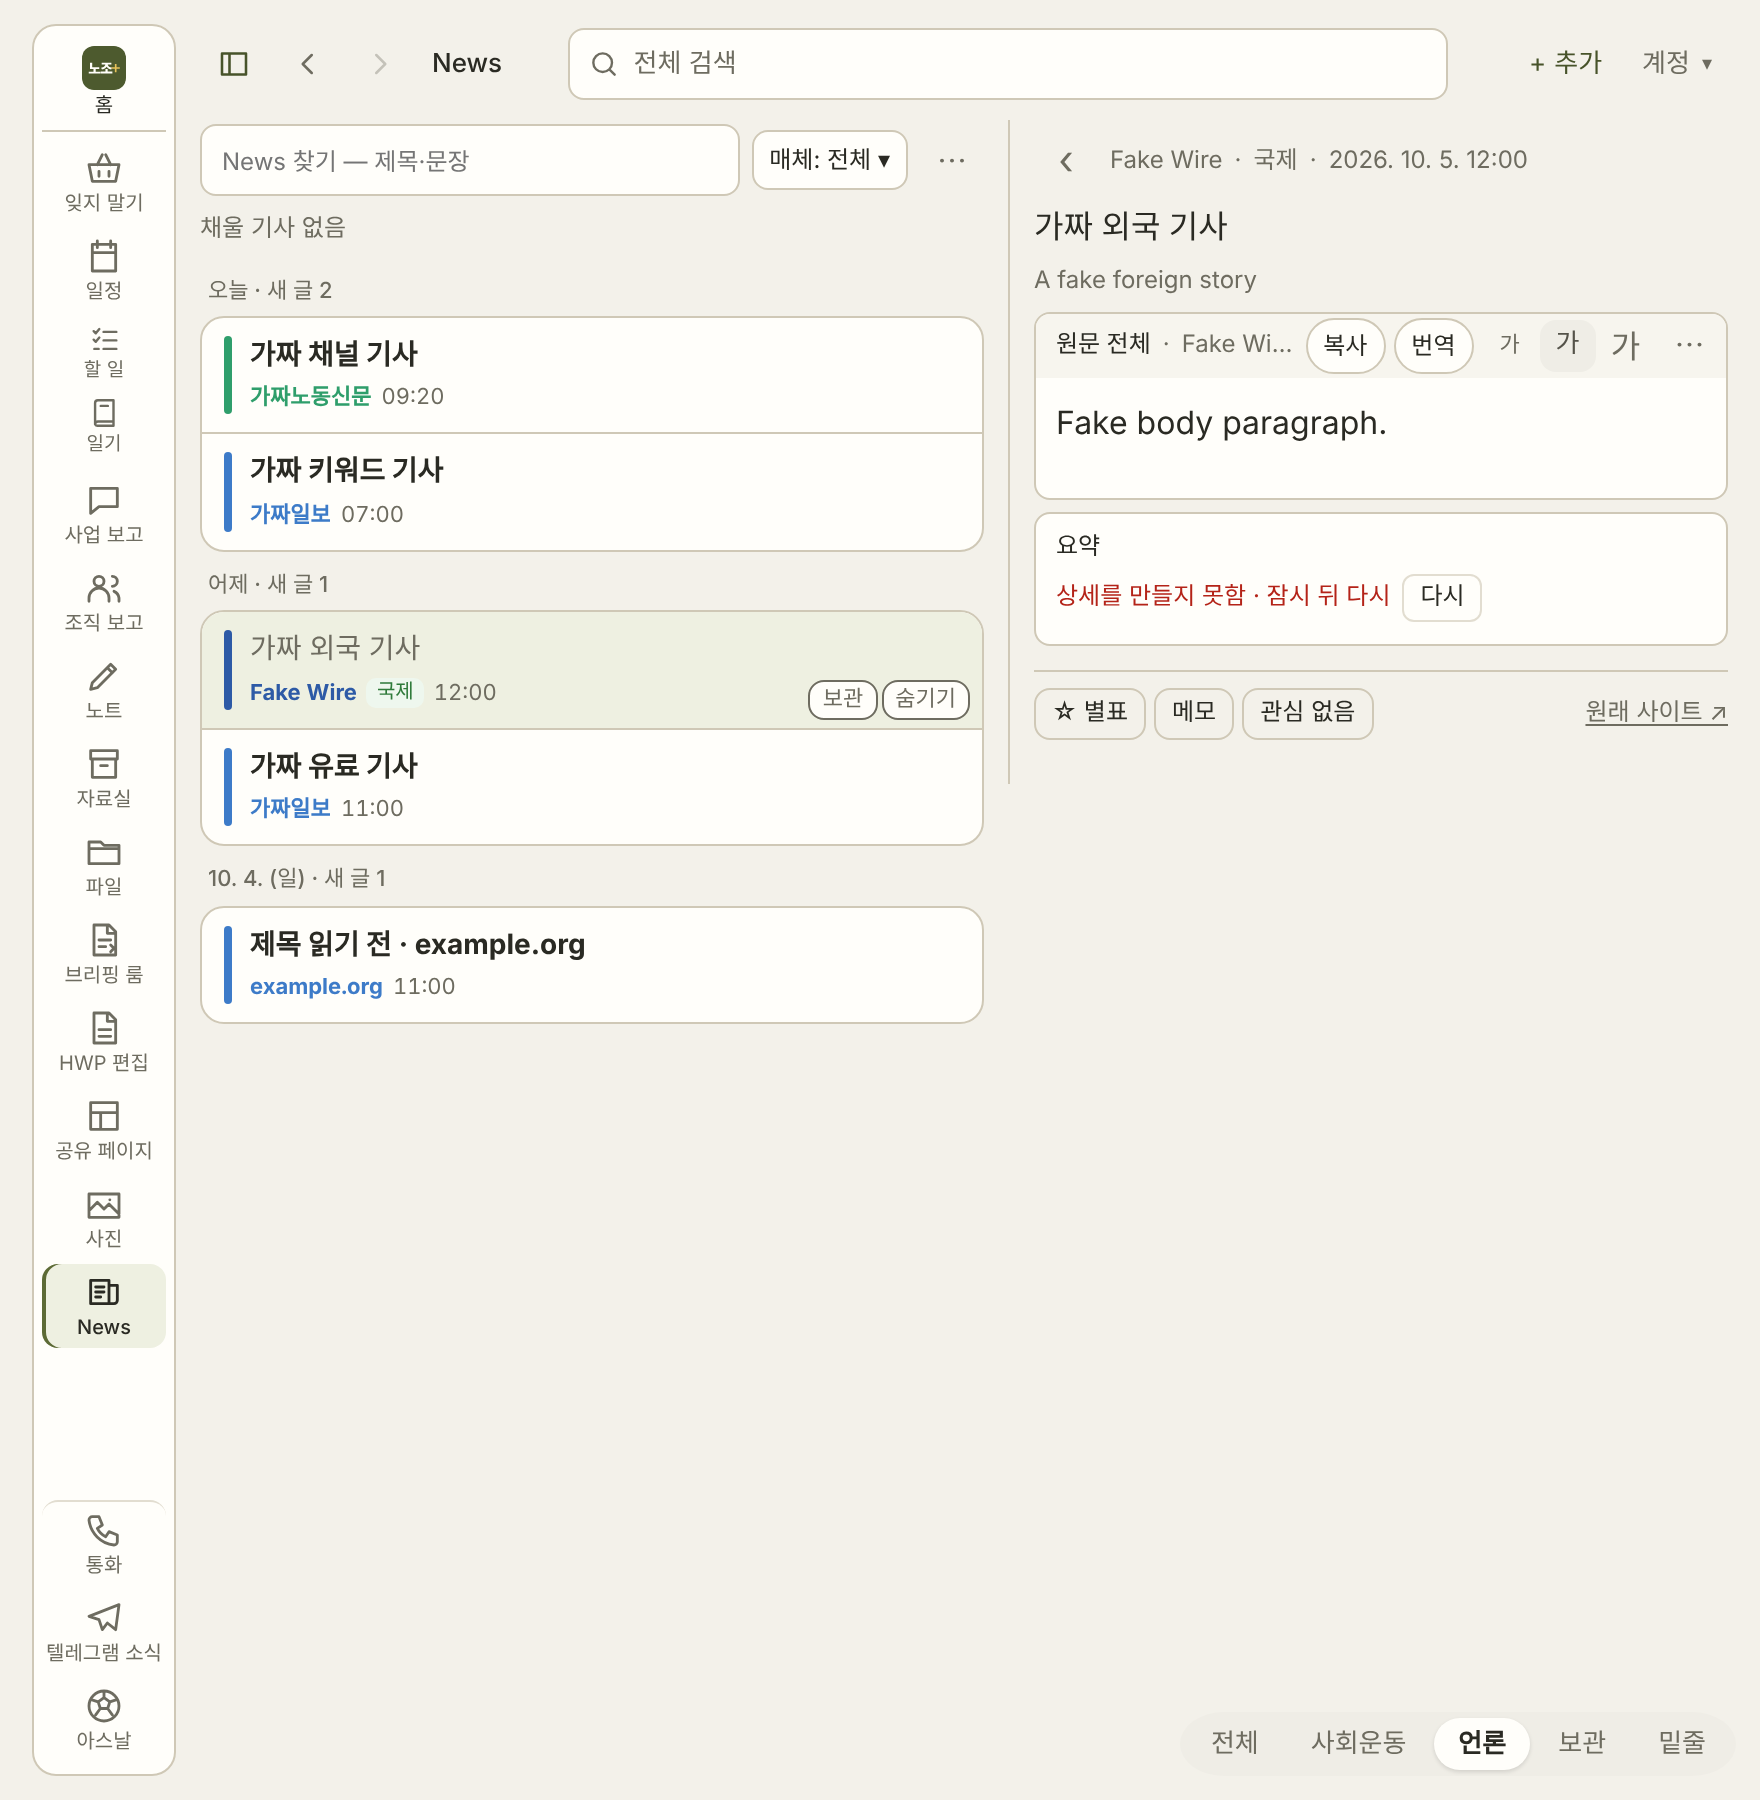 노조+
홈
잊지 말기
일정
할 일
일기
사업 보고
조직 보고
노트
자료실
파일
브리핑 룸
HWP 편집
공유 페이지
사진
News
통화
텔레그램 소식
아스날
News
전체 검색
+ 추가
계정 ▾
News 찾기 — 제목·문장
매체: 전체 ▾
···
채울 기사 없음
오늘 · 새 글 2
가짜 채널 기사
가짜노동신문 09:20
가짜 키워드 기사
가짜일보 07:00
어제 · 새 글 1
가짜 외국 기사
Fake Wire 국제 12:00
보관 숨기기
가짜 유료 기사
가짜일보 11:00
10. 4. (일) · 새 글 1
제목 읽기 전 · example.org
example.org 11:00
‹ Fake Wire · 국제 · 2026. 10. 5. 12:00
가짜 외국 기사
A fake foreign story
원문 전체 · Fake Wi... 복사 번역 가 가 가 ···
Fake body paragraph.
요약
상세를 만들지 못함 · 잠시 뒤 다시 다시
☆ 별표 메모 관심 없음 원래 사이트 ↗
전체 사회운동 언론 보관 밑줄